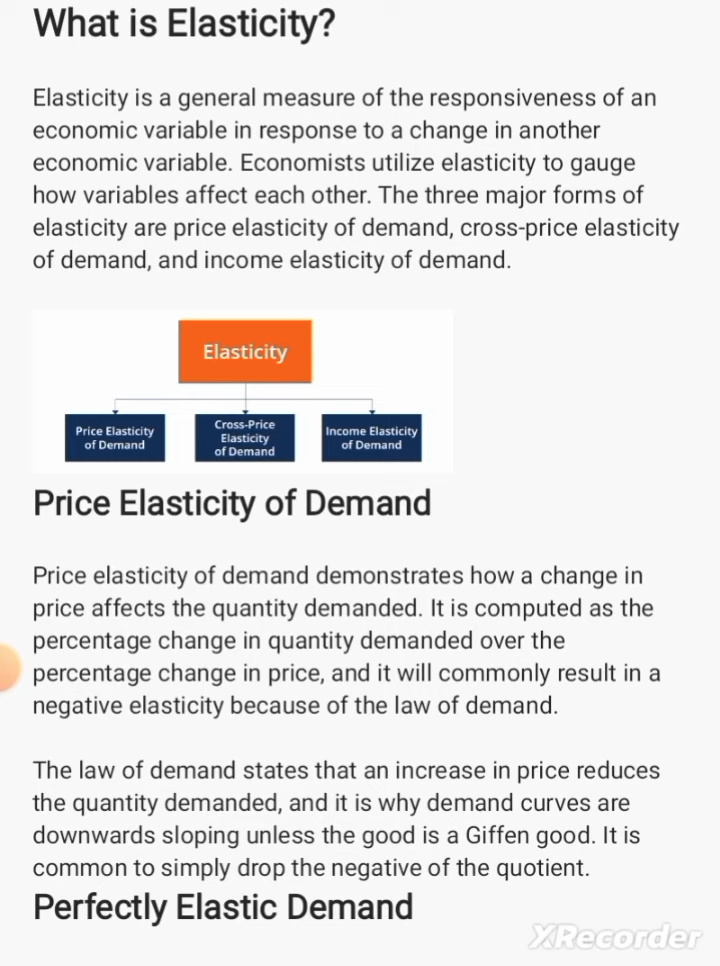 What is Elasticity?
Elasticity is a general measure of the responsiveness of an
economic variable in response to a change in another
economic variable. Economists utilize elasticity to gauge
how variables affect each other. The three major forms of
elasticity are price elasticity of demand, cross-price elasticity
of demand, and income elasticity of demand.
Elasticity
Price Elasticity
of Demand
Cross-Price
Elasticity
of Demand
Income Elasticity
of Demand
Price Elasticity of Demand
Price elasticity of demand demonstrates how a change in
price affects the quantity demanded. It is computed as the
percentage change in quantity demanded over the
percentage change in price, and it will commonly result in a
negative elasticity because of the law of demand.
The law of demand states that an increase in price reduces
the quantity demanded, and it is why demand curves are
downwards sloping unless the good is a Giffen good. It is
common to simply drop the negative of the quotient.
Perfectly Elastic Demand
XRecorder